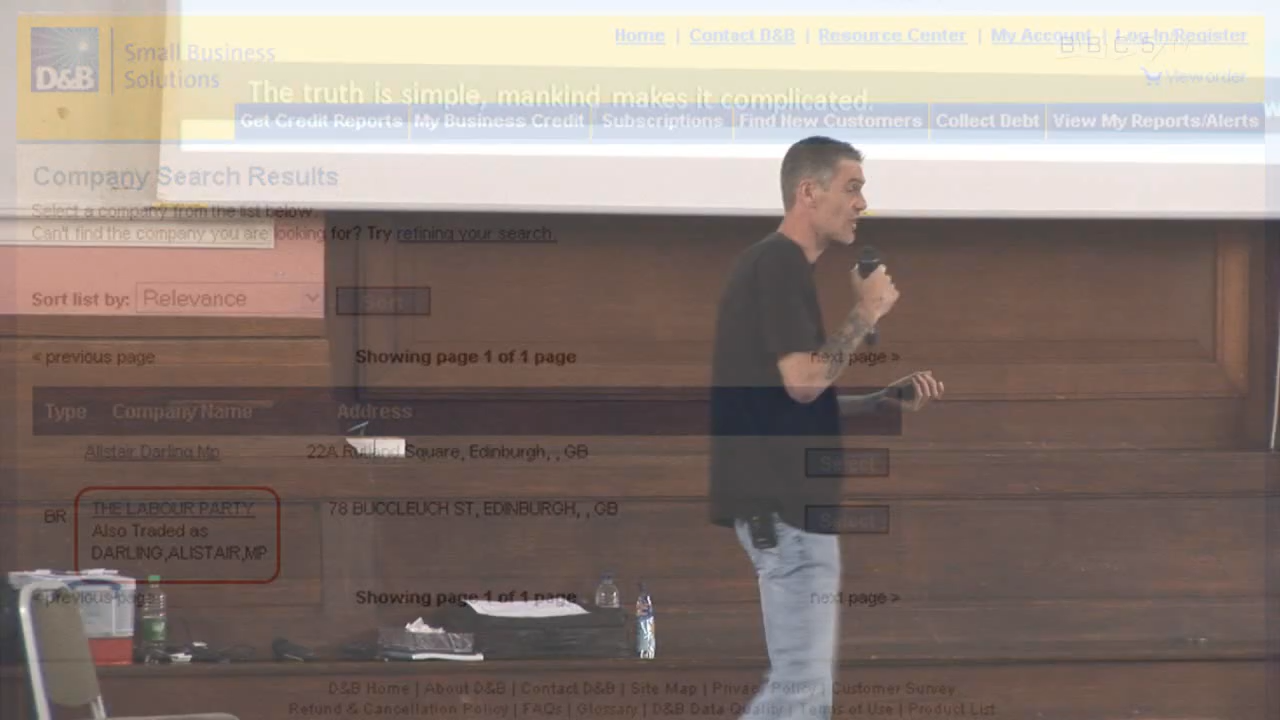 Home | Contact D&B | Resource Center | My Account | Log In/Register
D&B Small Business Solutions
View order
The truth is simple, mankind makes it complicated.
Get Credit Reports My Business Credit Subscriptions Find New Customers Collect Debt View My Reports/Alerts
Company Search Results
Select a company from the list below.
Can't find the company you are looking for? Try refining your search.
Sort list by: Relevance Sort
« previous page Showing page 1 of 1 page next page »
Type Company Name Address
Alistair Darling Mp 22A Rutland Square, Edinburgh, , GB Select
BR THE LABOUR PARTY 78 BUCCLEUCH ST, EDINBURGH, , GB Select
Also Traded as
DARLING,ALISTAIR,MP
« previous page Showing page 1 of 1 page next page »
D&B Home | About D&B | Contact D&B | Site Map | Privacy Policy | Customer Survey
Refund & Cancellation Policy | FAQs | Glossary | D&B Data Quality | Terms of Use | Product List